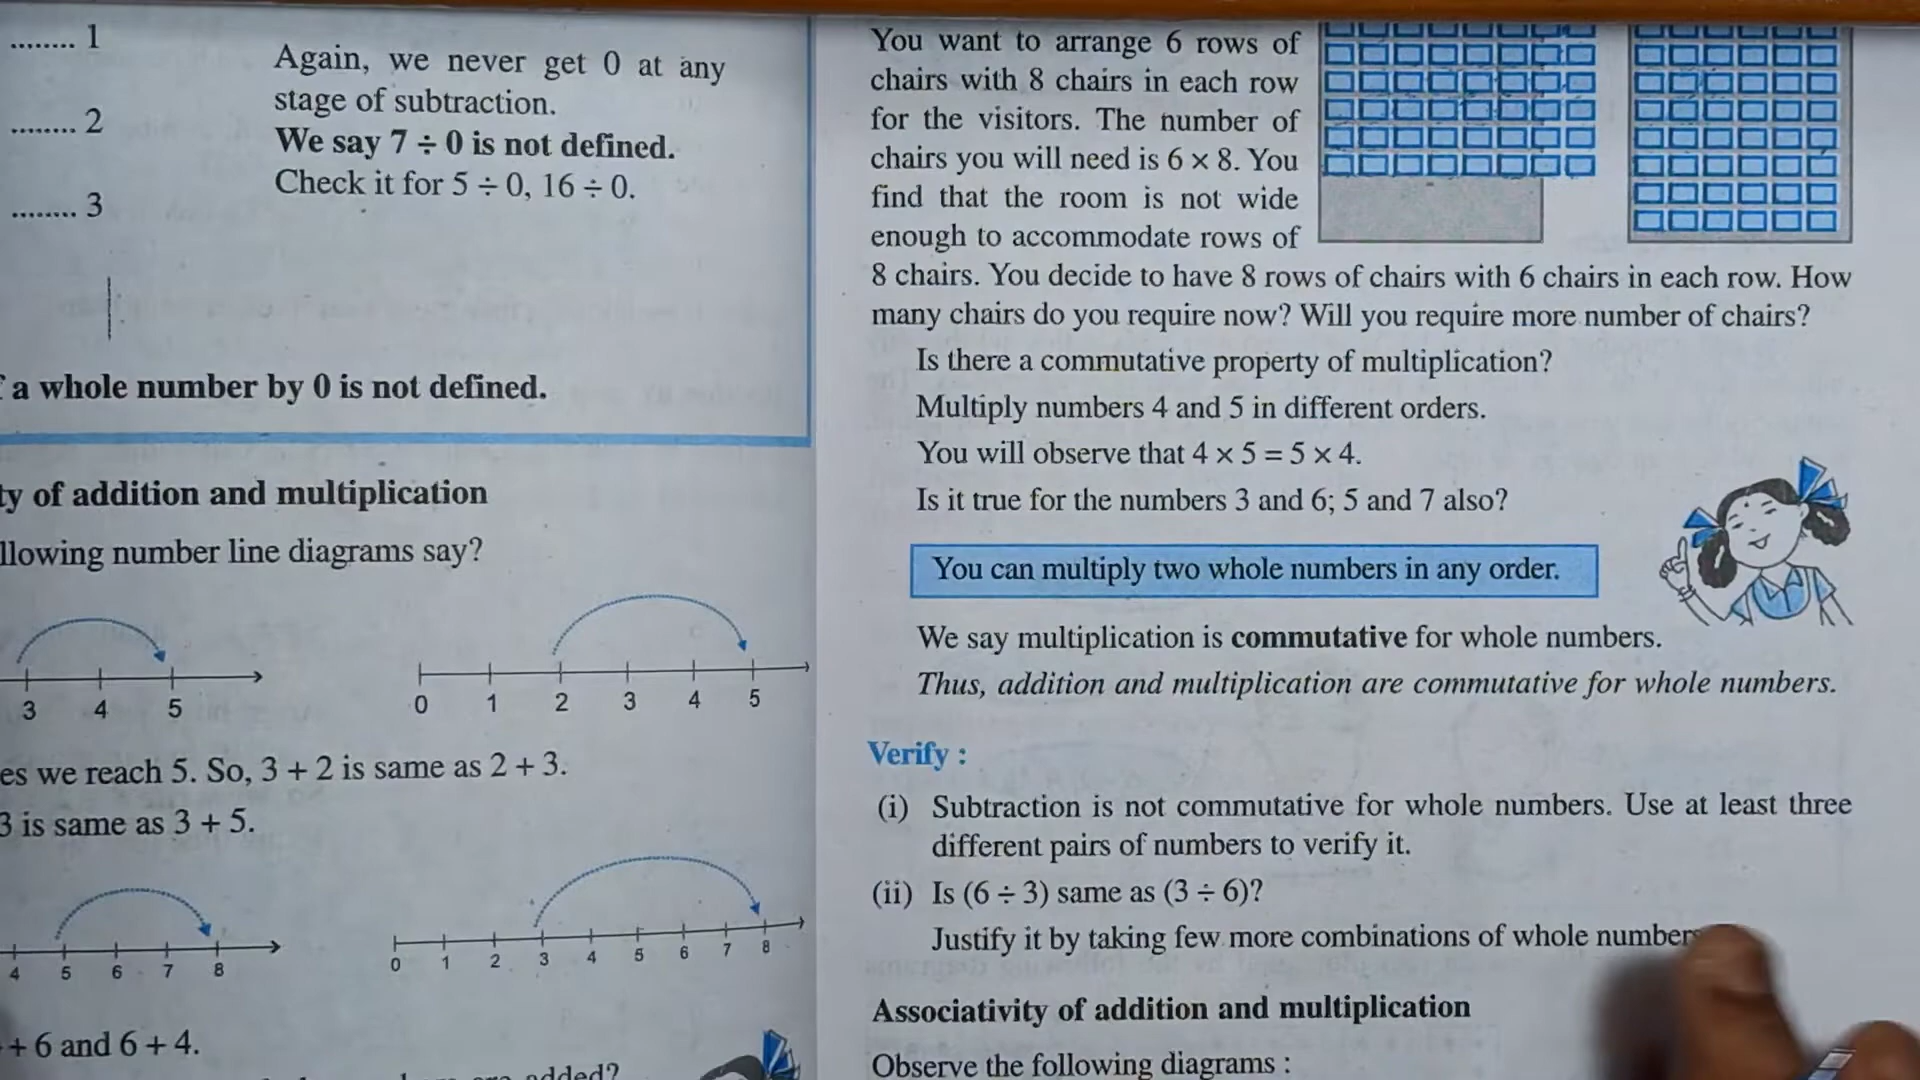 ........ 1
Again, we never get 0 at any
stage of subtraction.
........ 2
We say 7 ÷ 0 is not defined.
Check it for 5 ÷ 0, 16 ÷ 0.
........ 3
a whole number by 0 is not defined.
ty of addition and multiplication
llowing number line diagrams say?
3 4 5
0 1 2 3 4 5
es we reach 5. So, 3 + 2 is same as 2 + 3.
3 is same as 3 + 5.
4 5 6 7 8
0 1 2 3 4 5 6 7 8
+ 6 and 6 + 4.
added?
You want to arrange 6 rows of
chairs with 8 chairs in each row
for the visitors. The number of
chairs you will need is 6 × 8. You
find that the room is not wide
enough to accommodate rows of
8 chairs. You decide to have 8 rows of chairs with 6 chairs in each row. How
many chairs do you require now? Will you require more number of chairs?
Is there a commutative property of multiplication?
Multiply numbers 4 and 5 in different orders.
You will observe that 4 × 5 = 5 × 4.
Is it true for the numbers 3 and 6; 5 and 7 also?
You can multiply two whole numbers in any order.
We say multiplication is commutative for whole numbers.
Thus, addition and multiplication are commutative for whole numbers.
Verify :
(i) Subtraction is not commutative for whole numbers. Use at least three
different pairs of numbers to verify it.
(ii) Is (6 ÷ 3) same as (3 ÷ 6)?
Justify it by taking few more combinations of whole number
Associativity of addition and multiplication
Observe the following diagrams :